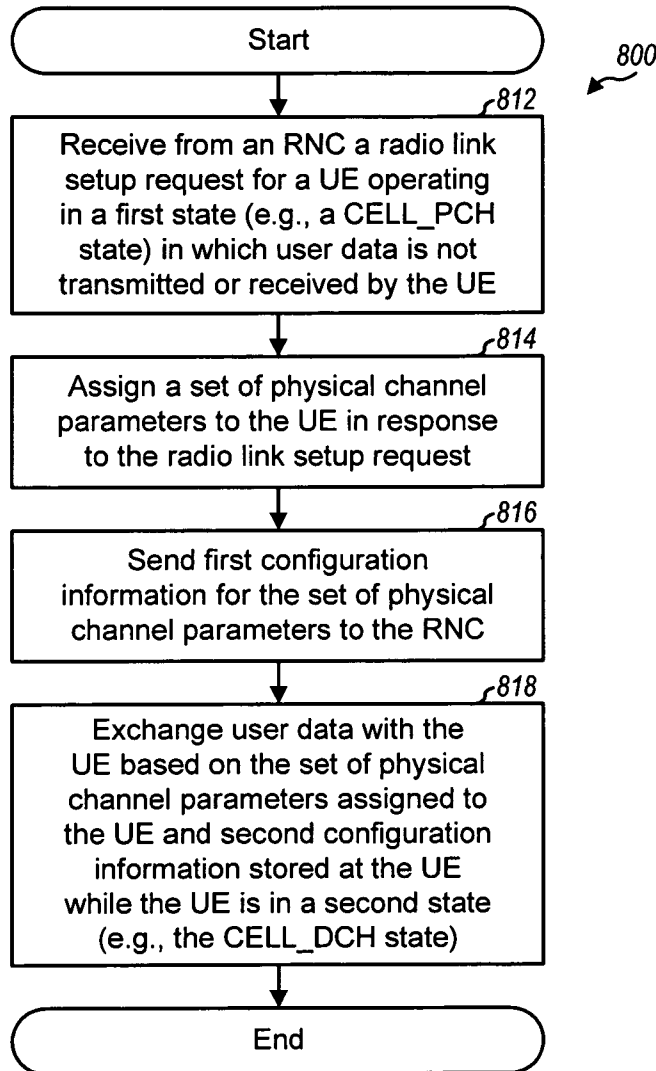 Start
800
812
Receive from an RNC a radio link
setup request for a UE operating
in a first state (e.g., a CELL_PCH
state) in which user data is not
transmitted or received by the UE
814
Assign a set of physical channel
parameters to the UE in response
to the radio link setup request
816
Send first configuration
information for the set of physical
channel parameters to the RNC
818
Exchange user data with the
UE based on the set of physical
channel parameters assigned to
the UE and second configuration
information stored at the UE
while the UE is in a second state
(e.g., the CELL_DCH state)
End